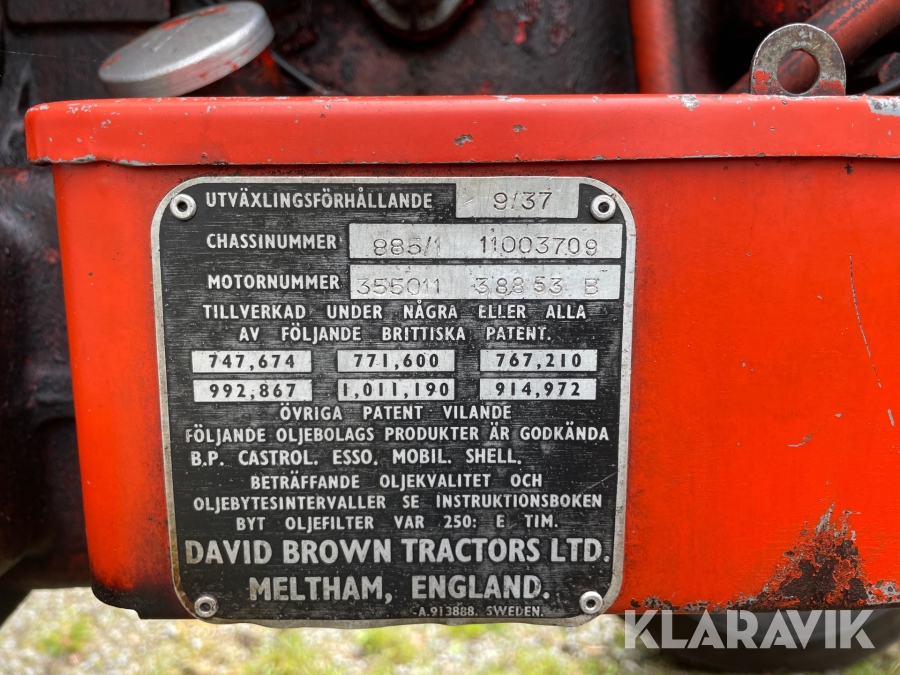 UTVÄXLINGSFÖRHÅLLANDE 9/37
CHASSINUMMER 885/1 11003709
MOTORNUMMER 355011 38853 B
TILLVERKAD UNDER NÅGRA ELLER ALLA
AV FÖLJANDE BRITTISKA PATENT.
747,674 771,600 767,210
992,867 1,011,190 914,972
ÖVRIGA PATENT VILANDE
FÖLJANDE OLJEBOLAGS PRODUKTER ÄR GODKÄNDA
B.P. CASTROL. ESSO. MOBIL. SHELL.
BETRÄFFANDE OLJEKVALITET OCH
OLJEBYTESINTERVALLER SE INSTRUKTIONSBOKEN
BYT OLJEFILTER VAR 250: E TIM.
DAVID BROWN TRACTORS LTD.
MELTHAM, ENGLAND.
A.913888. SWEDEN.
KLARAVIK